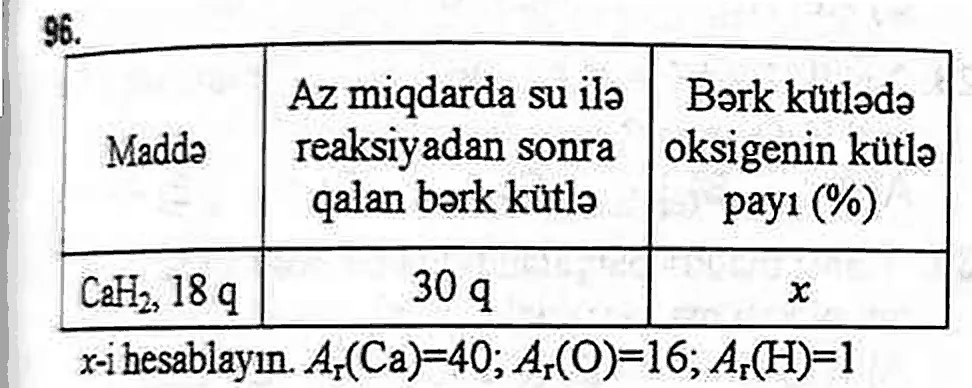 96.
Maddə
Az miqdarda su ilə
reaksiyadan sonra
qalan bərk kütlə
Bərk kütlədə
oksigenin kütlə
payı (%)
CaH₂, 18 q
30 q
x
x-i hesablayın. Aᵣ(Ca)=40; Aᵣ(O)=16; Aᵣ(H)=1